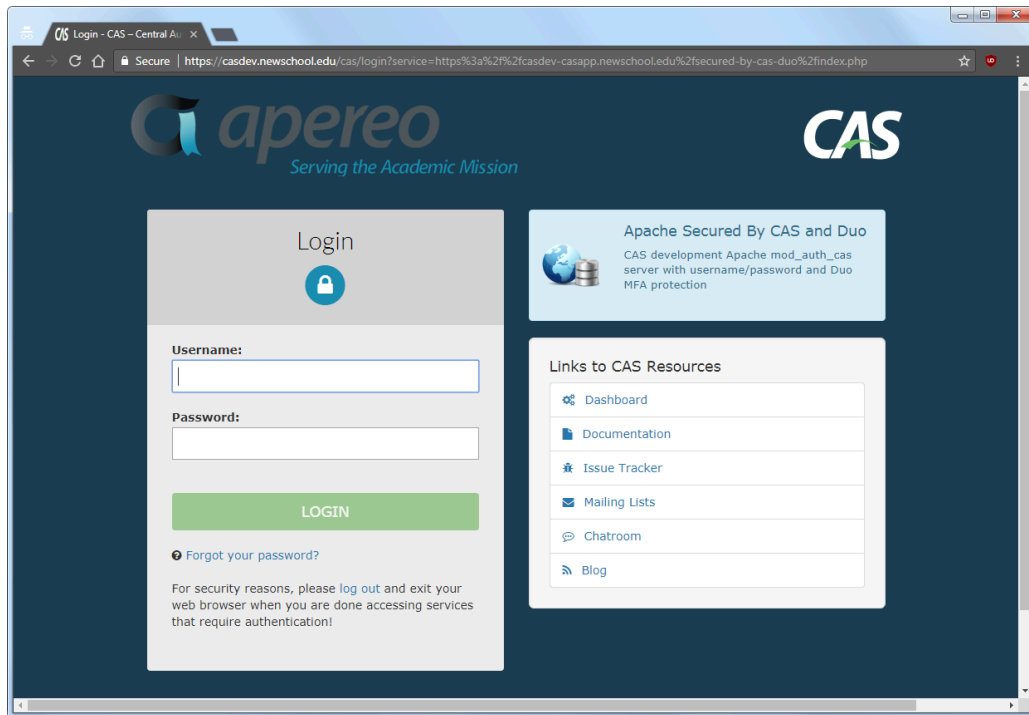 CAS Login - CAS – Central Au
Secure | https://casdev.newschool.edu/cas/login?service=https%3a%2f%2fcasdev-casapp.newschool.edu%2fsecured-by-cas-duo%2findex.php
apereo
Serving the Academic Mission
CAS
Login
Username:
Password:
LOGIN
Forgot your password?
For security reasons, please log out and exit your
web browser when you are done accessing services
that require authentication!
Apache Secured By CAS and Duo
CAS development Apache mod_auth_cas
server with username/password and Duo
MFA protection
Links to CAS Resources
Dashboard
Documentation
Issue Tracker
Mailing Lists
Chatroom
Blog